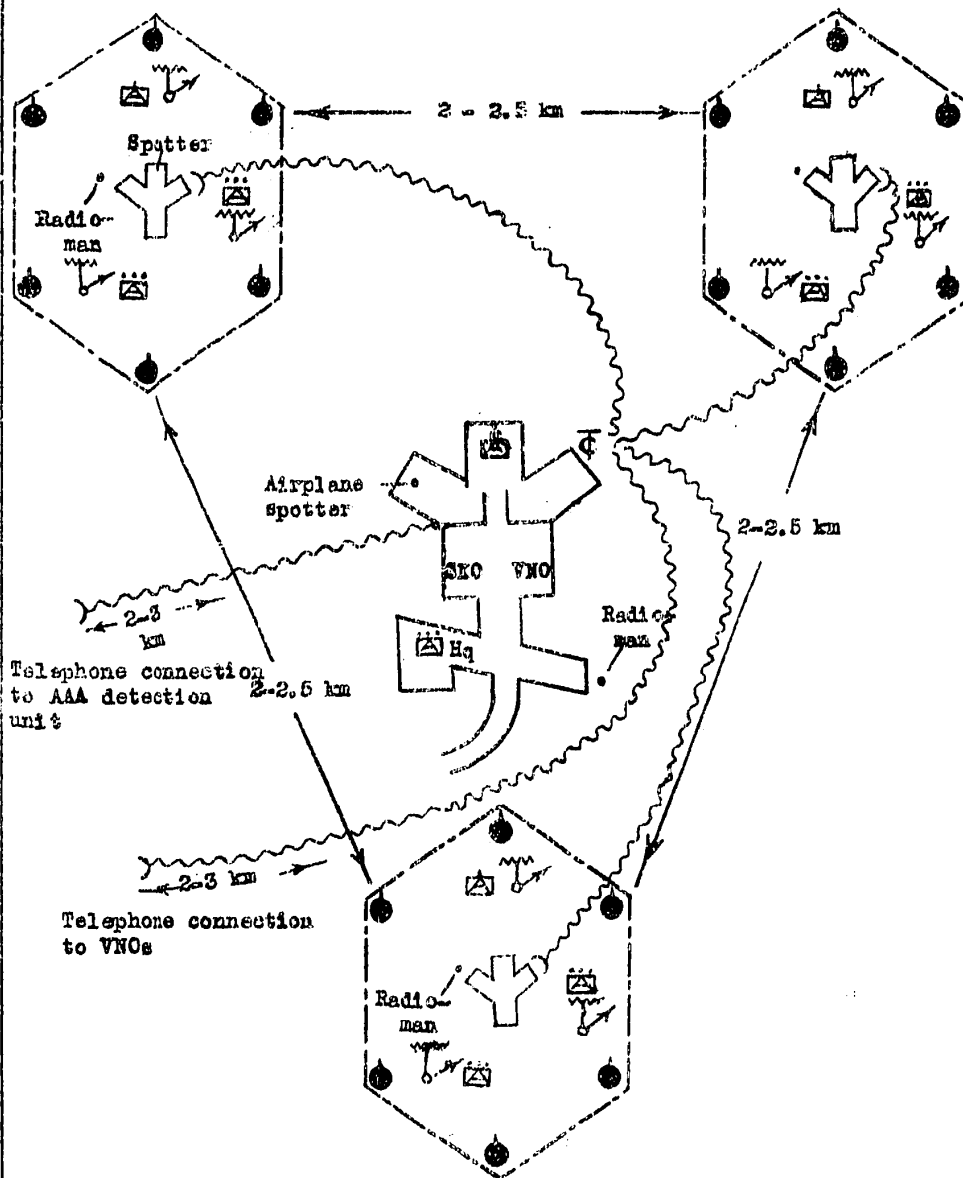 2 - 2.5 km
Spotter
Radio-
man
Airplane
spotter
2-2.5 km
SKO VNO
2-3
km
Radio-
man
Hq
Telephone connection
to AAA detection
unit
2-2.5 km
2-3 km
Telephone connection
to VNOs
Radio-
man